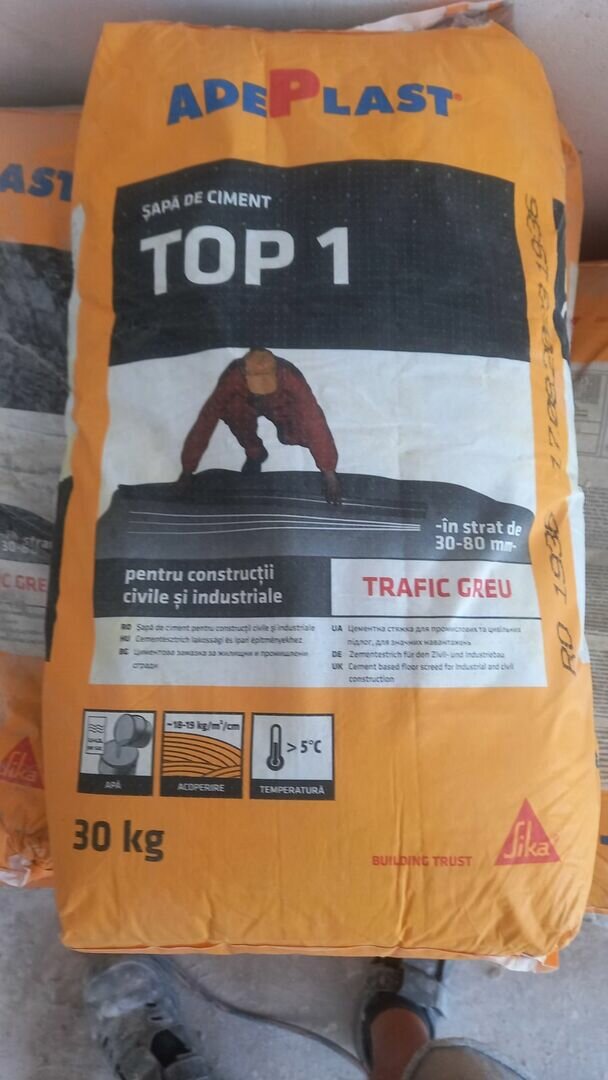 ADEPLAST
ȘAPĂ DE CIMENT
TOP 1
-în strat de
30-80 mm-
pentru construcții
civile și industriale
TRAFIC GREU
RO Șapă de ciment pentru construcții civile și industriale
HU Cementesztrich lakossági és ipari építményekhez
BG Циментова замазка за жилищни и промишлени
сгради
UA Цементна стяжка для промислових та цивільних
підлог, для значних навантажень
DE Zementestrich für den Zivil- und Industriebau
UK Cement based floor screed for industrial and civil
construction
APĂ
~18-19 kg/m²/cm
ACOPERIRE
> 5°C
TEMPERATURĂ
30 kg
BUILDING TRUST
Sika
RO 1936
AST
Sika